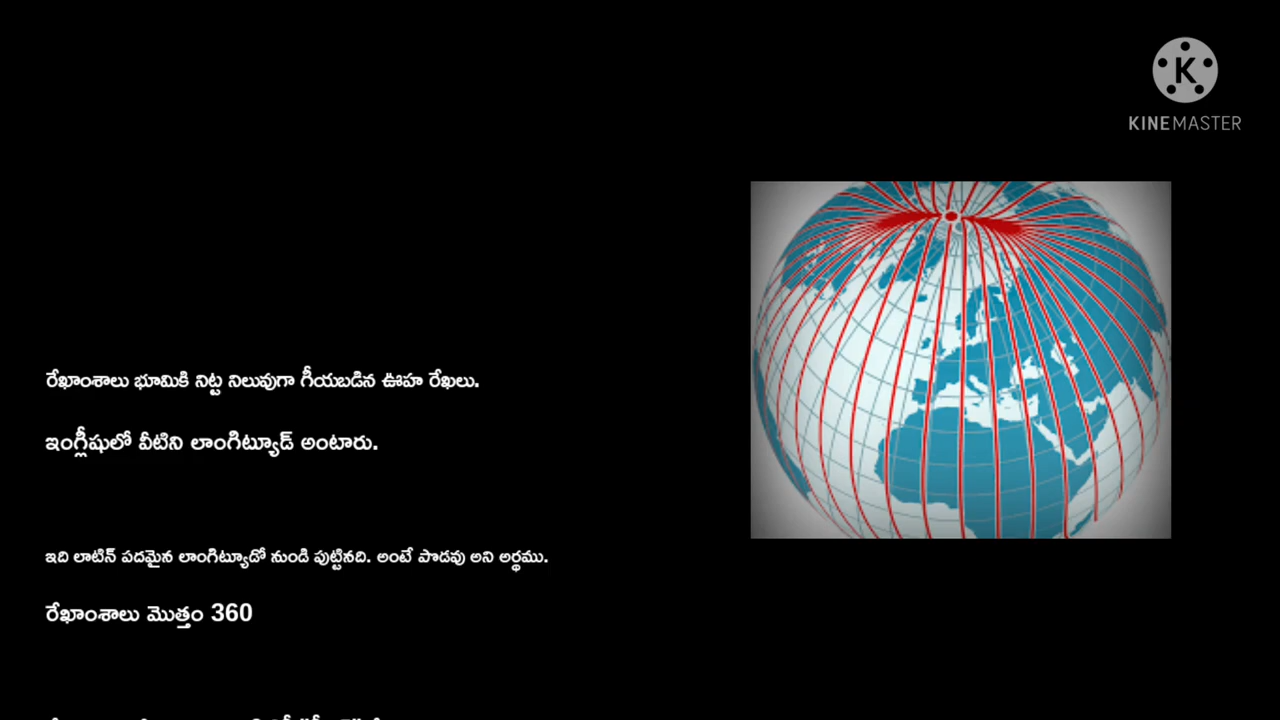 KINEMASTER
రేఖాంశాలు భూమికి నిట్ట నిలువుగా గీయబడిన ఊహ రేఖలు.
ఇంగ్లీషులో వీటిని లాంగిట్యూడ్ అంటారు.
ఇది లాటిన్ పదమైన లాంగిట్యూడో నుండి పుట్టినది. అంటే పొడవు అని అర్థము.
రేఖాంశాలు మొత్తం 360